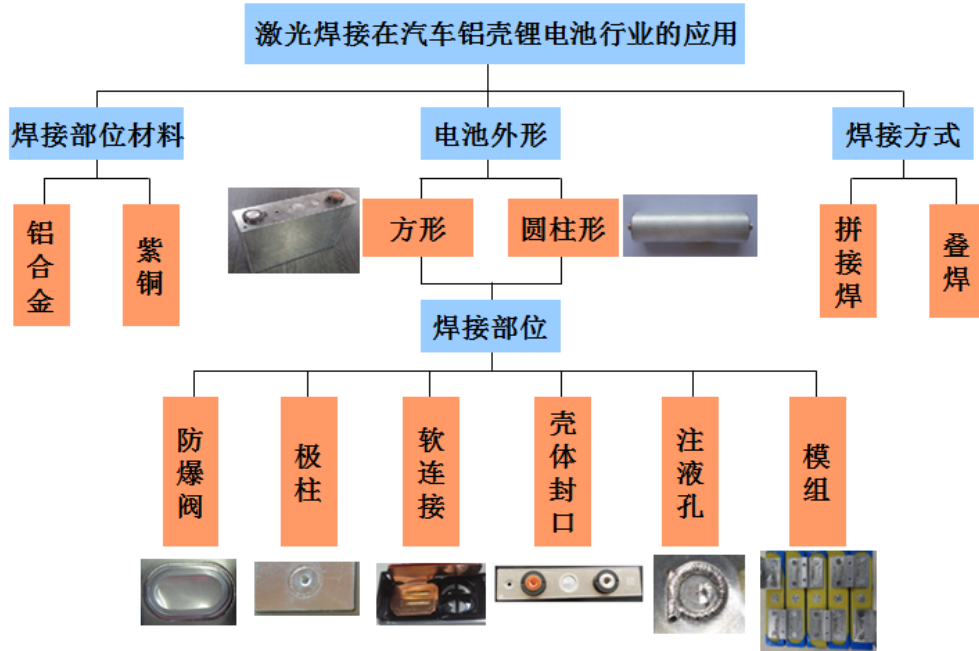 激光焊接在汽车铝壳锂电池行业的应用
焊接部位材料
电池外形
焊接方式
铝合金
紫铜
方形
圆柱形
拼接焊
叠焊
焊接部位
防爆阀
极柱
软连接
壳体封口
注液孔
模组